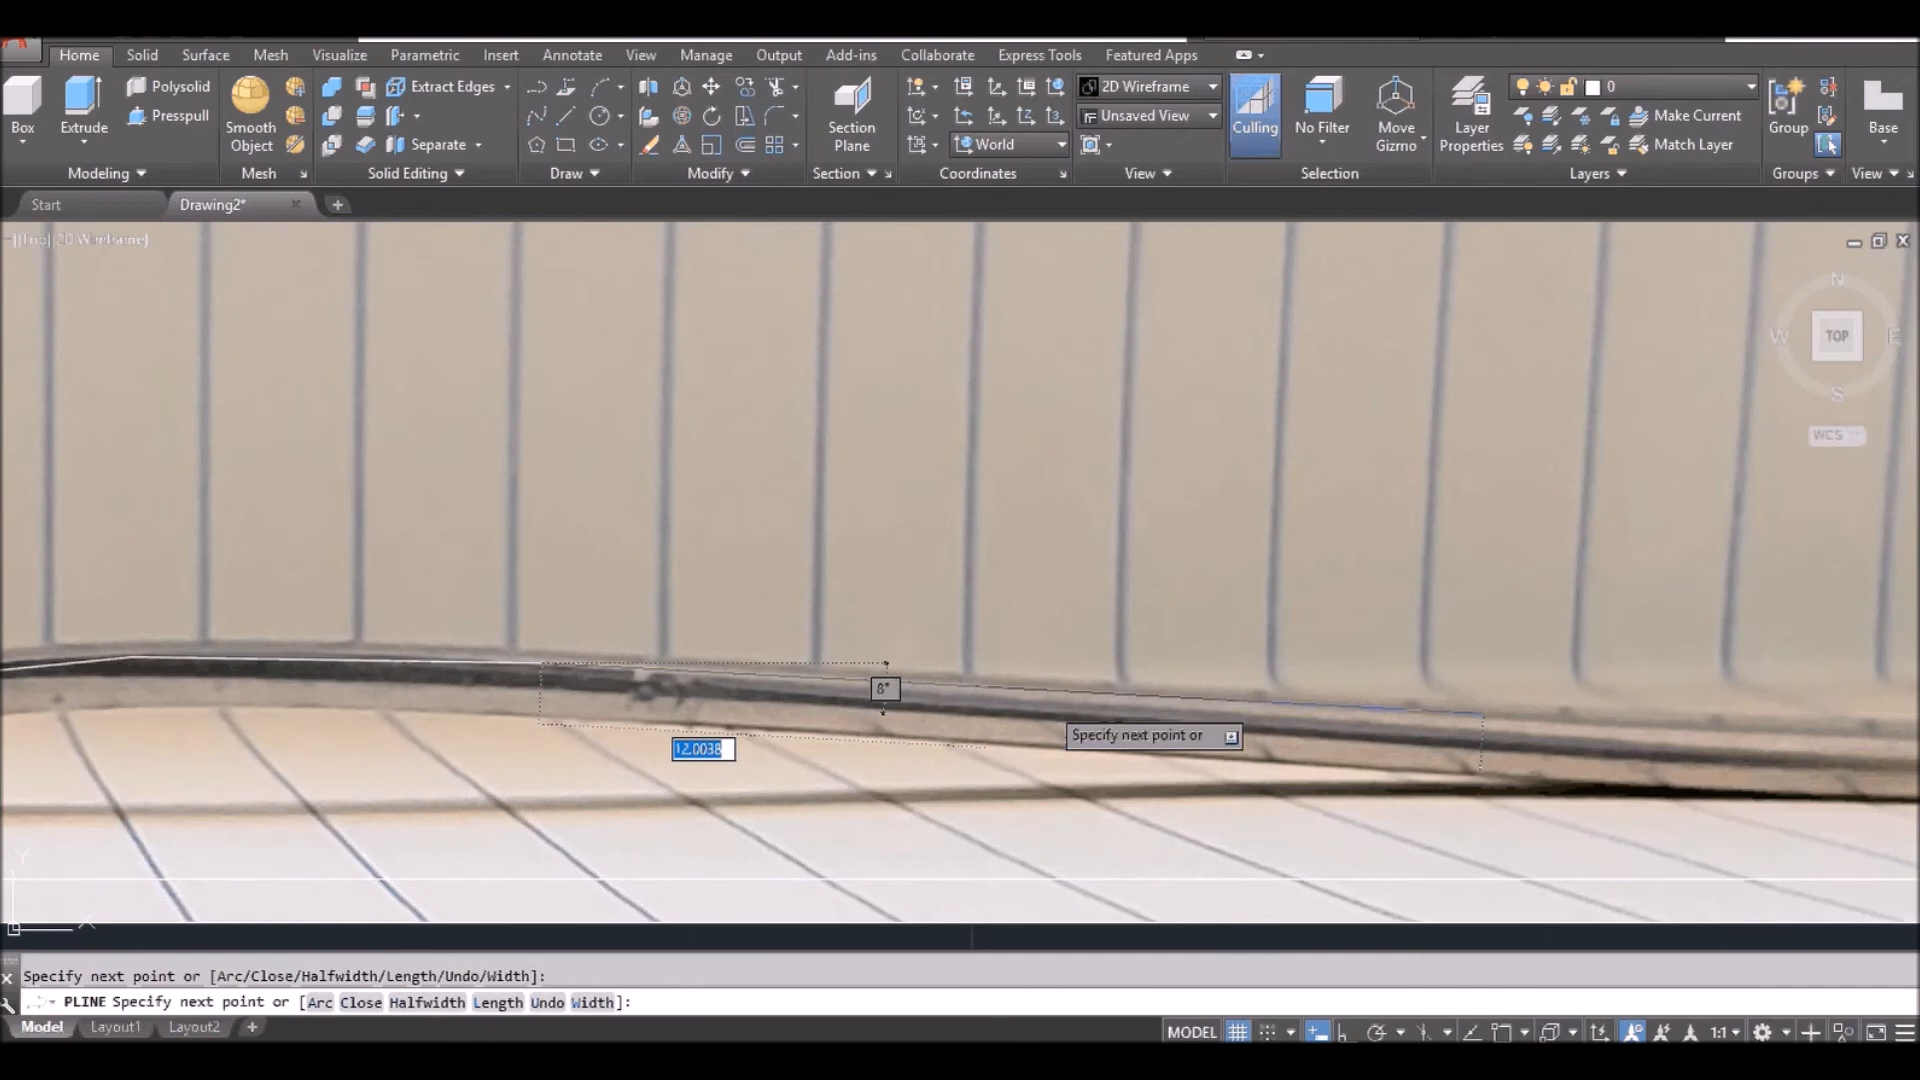 Home Solid Surface Mesh Visualize Parametric Insert Annotate View Manage Output Add-ins Collaborate Express Tools Featured Apps
Polysolid
Extract Edges
2D Wireframe
0
Presspull
Unsaved View
Make Current
Box
Extrude
Smooth
Object
Separate
Section
Plane
World
Culling
No Filter
Move
Gizmo
Layer
Properties
Match Layer
Group
Base
Modeling Mesh Solid Editing Draw Modify Section Coordinates View Selection Layers Groups View
Start Drawing2* +
[Top] [2D Wireframe]
N
W TOP E
S
WCS
8°
Specify next point or
12.0038
Y
Specify next point or [Arc/Close/Halfwidth/Length/Undo/Width]:
PLINE Specify next point or [Arc Close Halfwidth Length Undo Width]:
Model Layout1 Layout2 +
MODEL 1:1